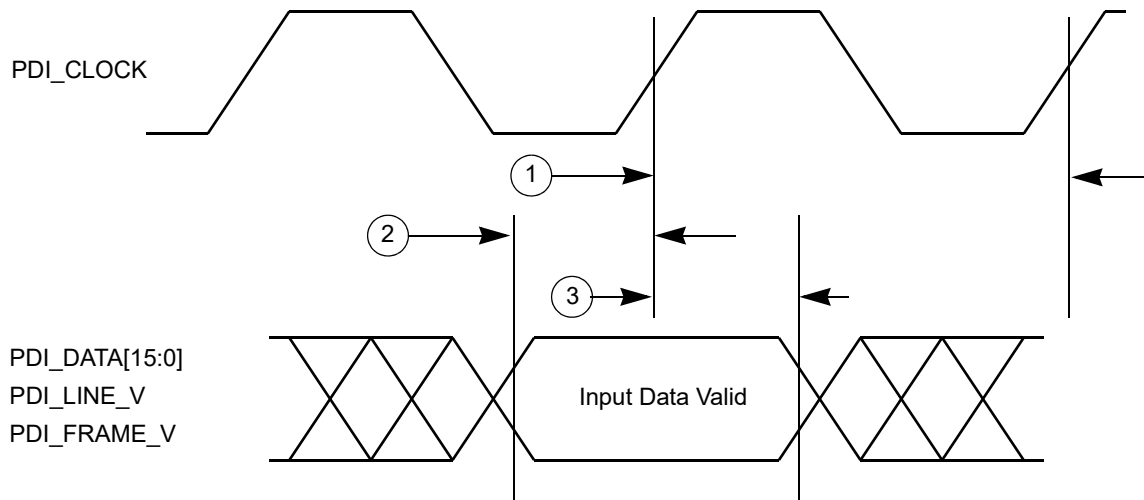 PDI_CLOCK
1
2
3
PDI_DATA[15:0]
PDI_LINE_V
Input Data Valid
PDI_FRAME_V